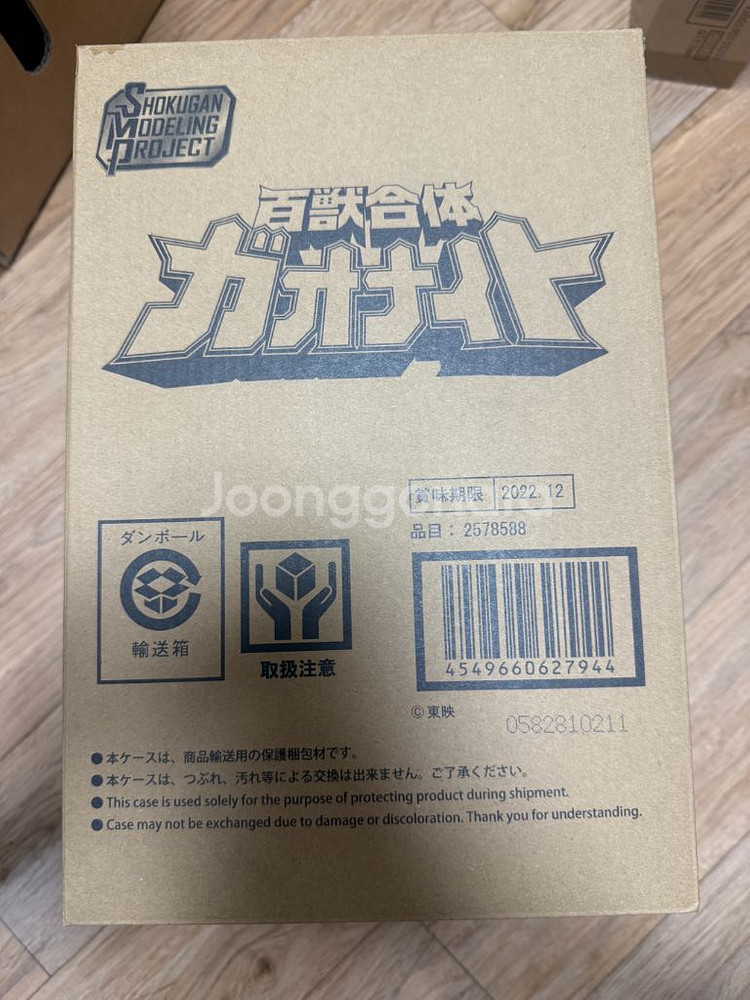 SHOKUGAN
MODELING
PROJECT
百獣合体
ガオナイト
Joonggonara
賞味期限 2022.12
品目: 2578588
ダンボール
輸送箱
取扱注意
4549660627944
©東映
0582810211
●本ケースは、商品輸送用の保護梱包材です。
●本ケースは、つぶれ、汚れ等による交換は出来ません。ご了承ください。
●This case is used solely for the purpose of protecting product during shipment.
●Case may not be exchanged due to damage or discoloration. Thank you for understanding.